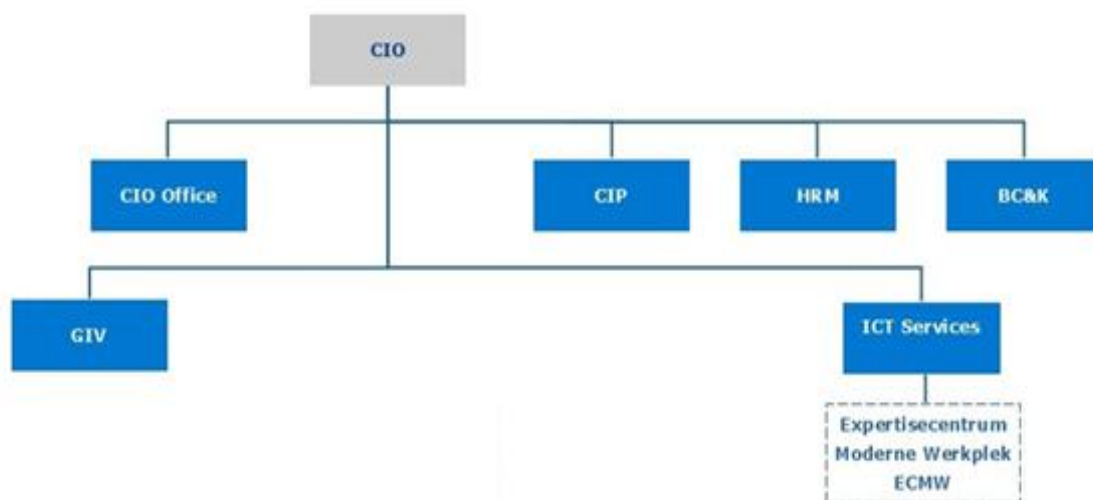 CIO
CIO Office
CIP
HRM
BC&K
GIV
ICT Services
Expertisecentrum
Moderne Werkplek
ECMW